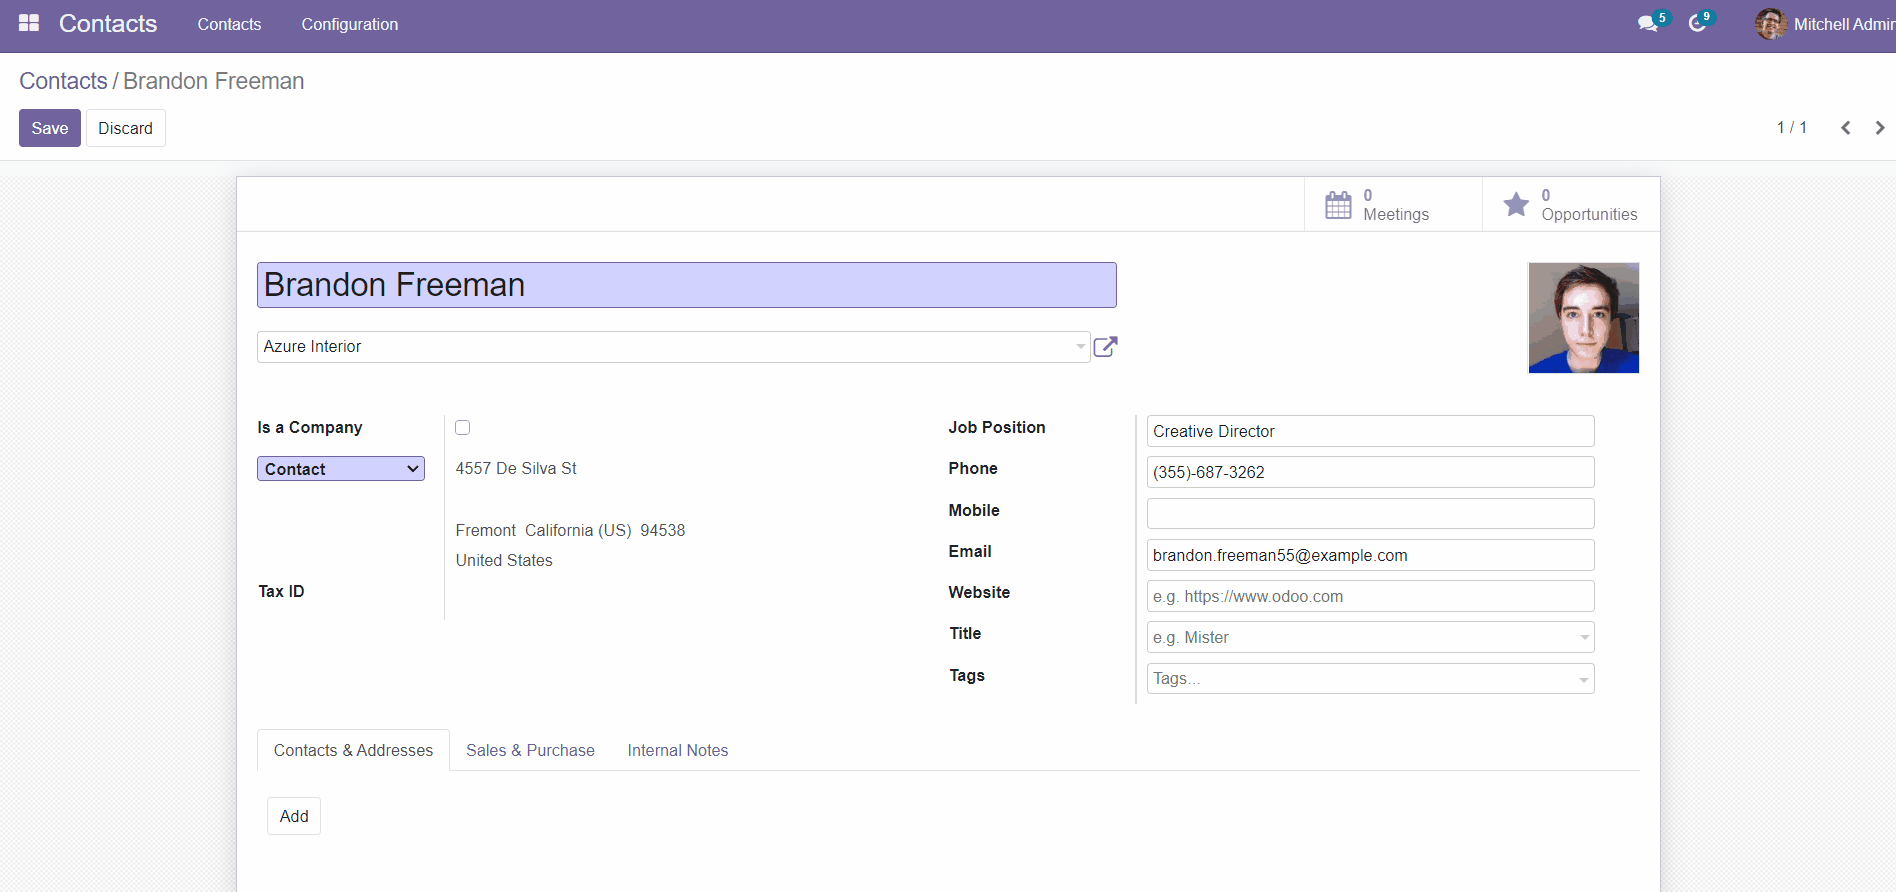 Contacts Contacts Configuration 5 9 Mitchell Admin
Contacts / Brandon Freeman
Save Discard 1 / 1
0 Meetings
0 Opportunities
Brandon Freeman
Azure Interior
Is a Company
Contact 4557 De Silva St
Fremont California (US) 94538
United States
Tax ID
Job Position Creative Director
Phone (355)-687-3262
Mobile
Email brandon.freeman55@example.com
Website e.g. https://www.odoo.com
Title e.g. Mister
Tags Tags...
Contacts & Addresses Sales & Purchase Internal Notes
Add